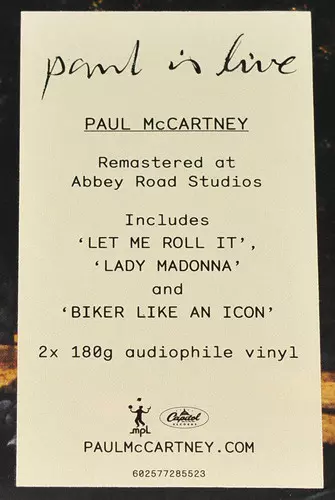 paul is live
PAUL McCARTNEY
Remastered at
Abbey Road Studios
Includes
‘LET ME ROLL IT’,
‘LADY MADONNA’
and
‘BIKER LIKE AN ICON’
2x 180g audiophile vinyl
mpl
Capitol
RECORDS
PAULMcCARTNEY.COM
602577285523